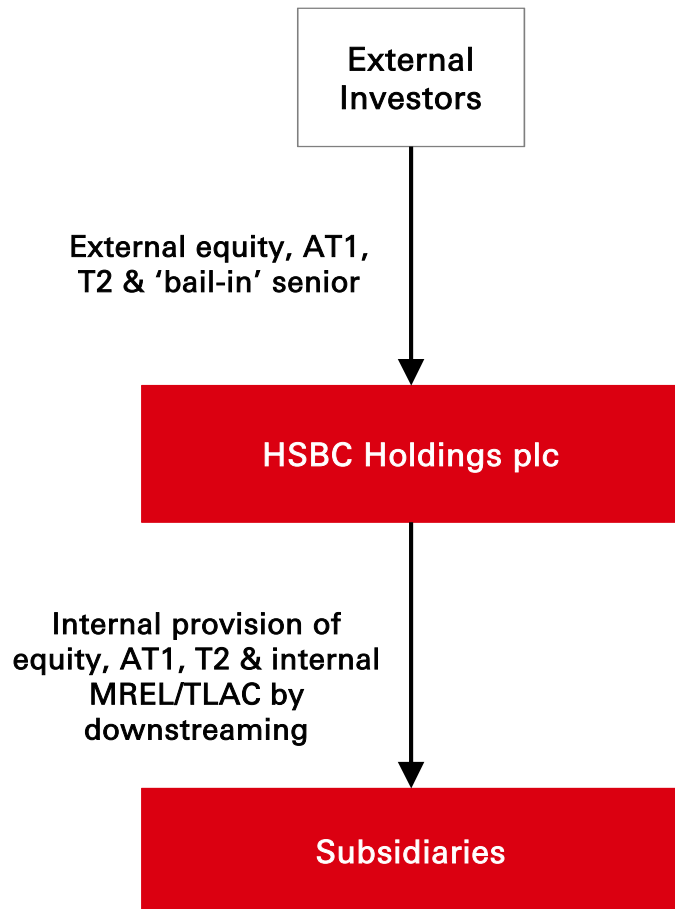 External
Investors
External equity, AT1,
T2 & ‘bail-in’ senior
HSBC Holdings plc
Internal provision of
equity, AT1, T2 & internal
MREL/TLAC by
downstreaming
Subsidiaries